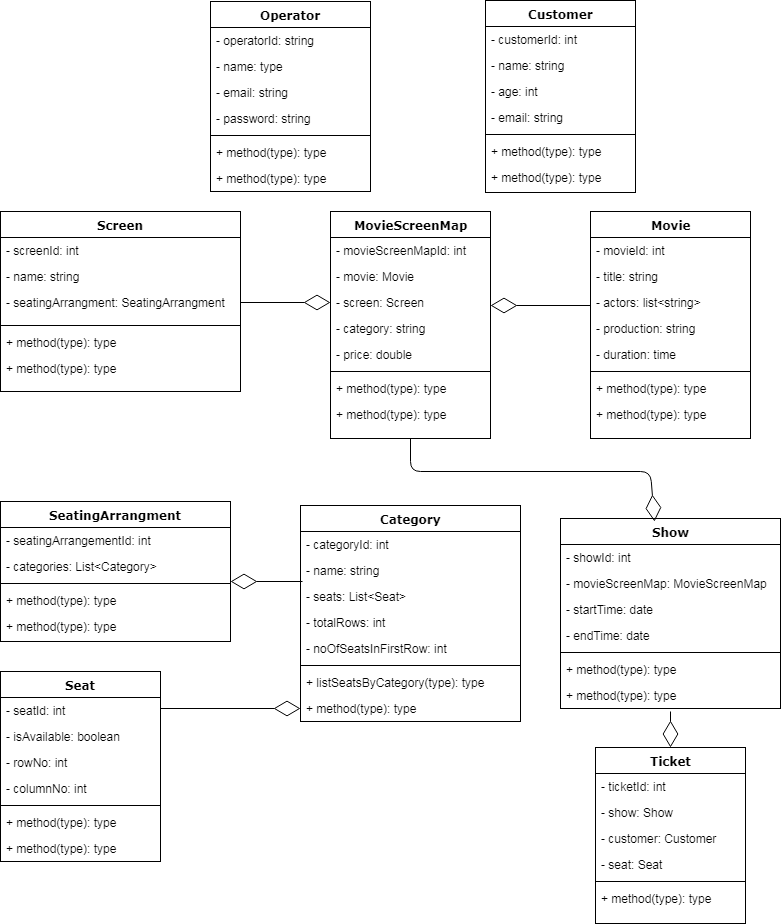 Operator
- operatorId: string
- name: type
- email: string
- password: string
+ method(type): type
+ method(type): type
Customer
- customerId: int
- name: string
- age: int
- email: string
+ method(type): type
+ method(type): type
Screen
- screenId: int
- name: string
- seatingArrangment: SeatingArrangment
+ method(type): type
+ method(type): type
MovieScreenMap
- movieScreenMapId: int
- movie: Movie
- screen: Screen
- category: string
- price: double
+ method(type): type
+ method(type): type
Movie
- movieId: int
- title: string
- actors: list<string>
- production: string
- duration: time
+ method(type): type
+ method(type): type
SeatingArrangment
- seatingArrangementId: int
- categories: List<Category>
+ method(type): type
+ method(type): type
Category
- categoryId: int
- name: string
- seats: List<Seat>
- totalRows: int
- noOfSeatsInFirstRow: int
+ listSeatsByCategory(type): type
+ method(type): type
Show
- showId: int
- movieScreenMap: MovieScreenMap
- startTime: date
- endTime: date
+ method(type): type
+ method(type): type
Seat
- seatId: int
- isAvailable: boolean
- rowNo: int
- columnNo: int
+ method(type): type
+ method(type): type
Ticket
- ticketId: int
- show: Show
- customer: Customer
- seat: Seat
+ method(type): type